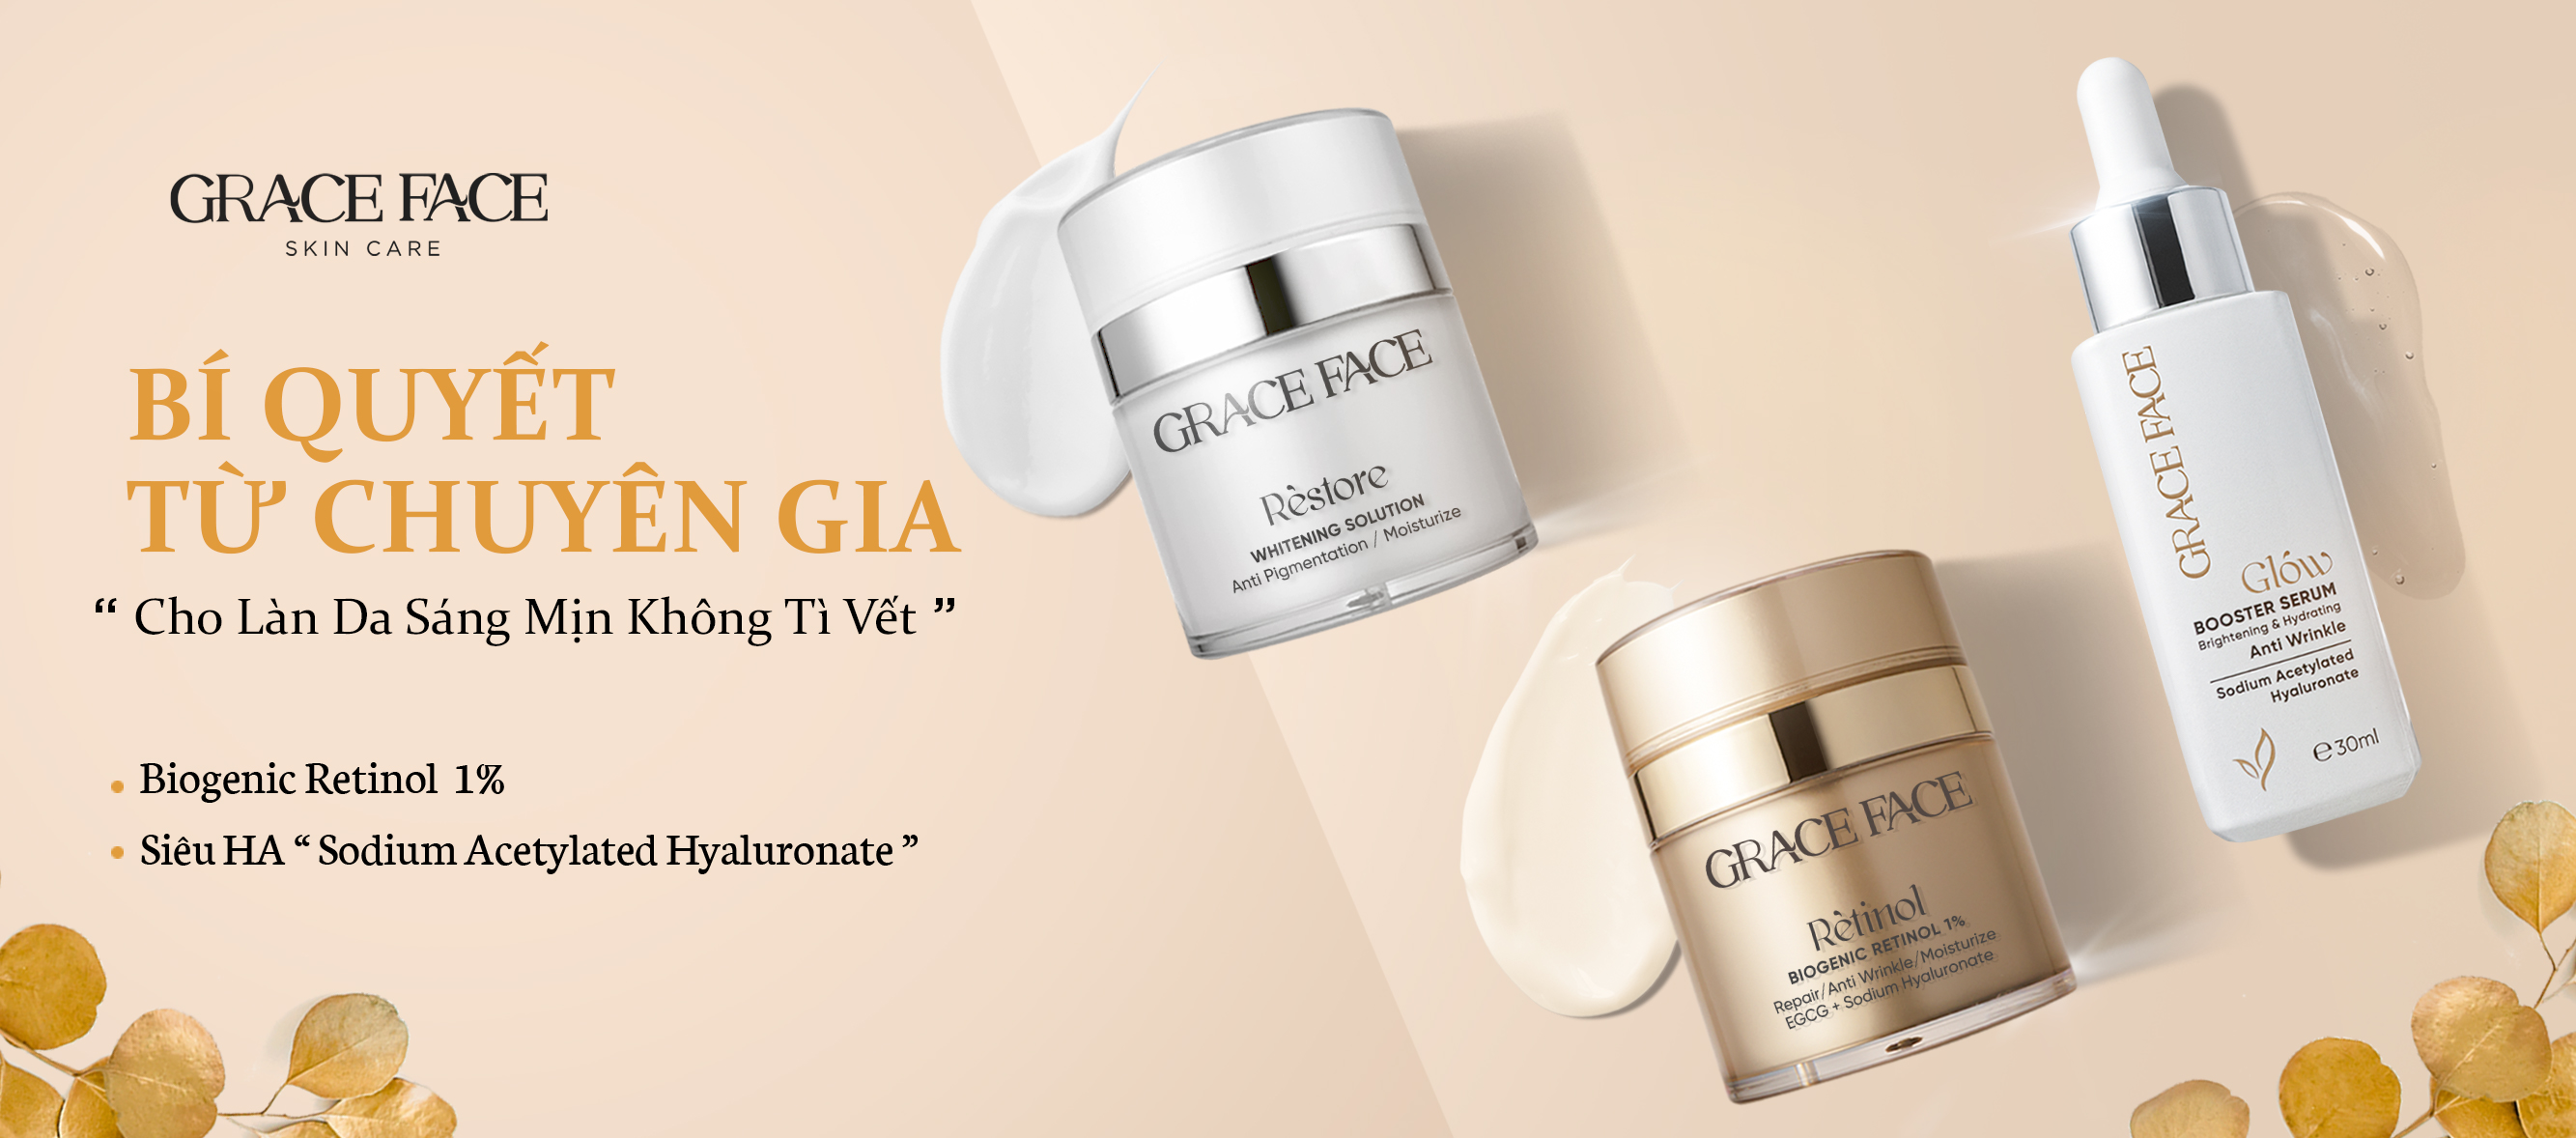 GRACE FACE
SKIN CARE
BÍ QUYẾT
TỪ CHUYÊN GIA
“ Cho Làn Da Sáng Mịn Không Tì Vết ”
• Biogenic Retinol 1%
• Siêu HA “ Sodium Acetylated Hyaluronate ”
GRACE FACE
Rèstore
WHITENING SOLUTION
Anti Pigmentation / Moisturize
GRACE FACE
Rètinol
BIOGENIC RETINOL 1%
Repair/Anti Wrinkle/Moisturize
EGCG + Sodium Hyaluronate
GRACE FACE
Glów
BOOSTER SERUM
Brightening & Hydrating
Anti Wrinkle
Sodium Acetylated
Hyaluronate
℮30ml